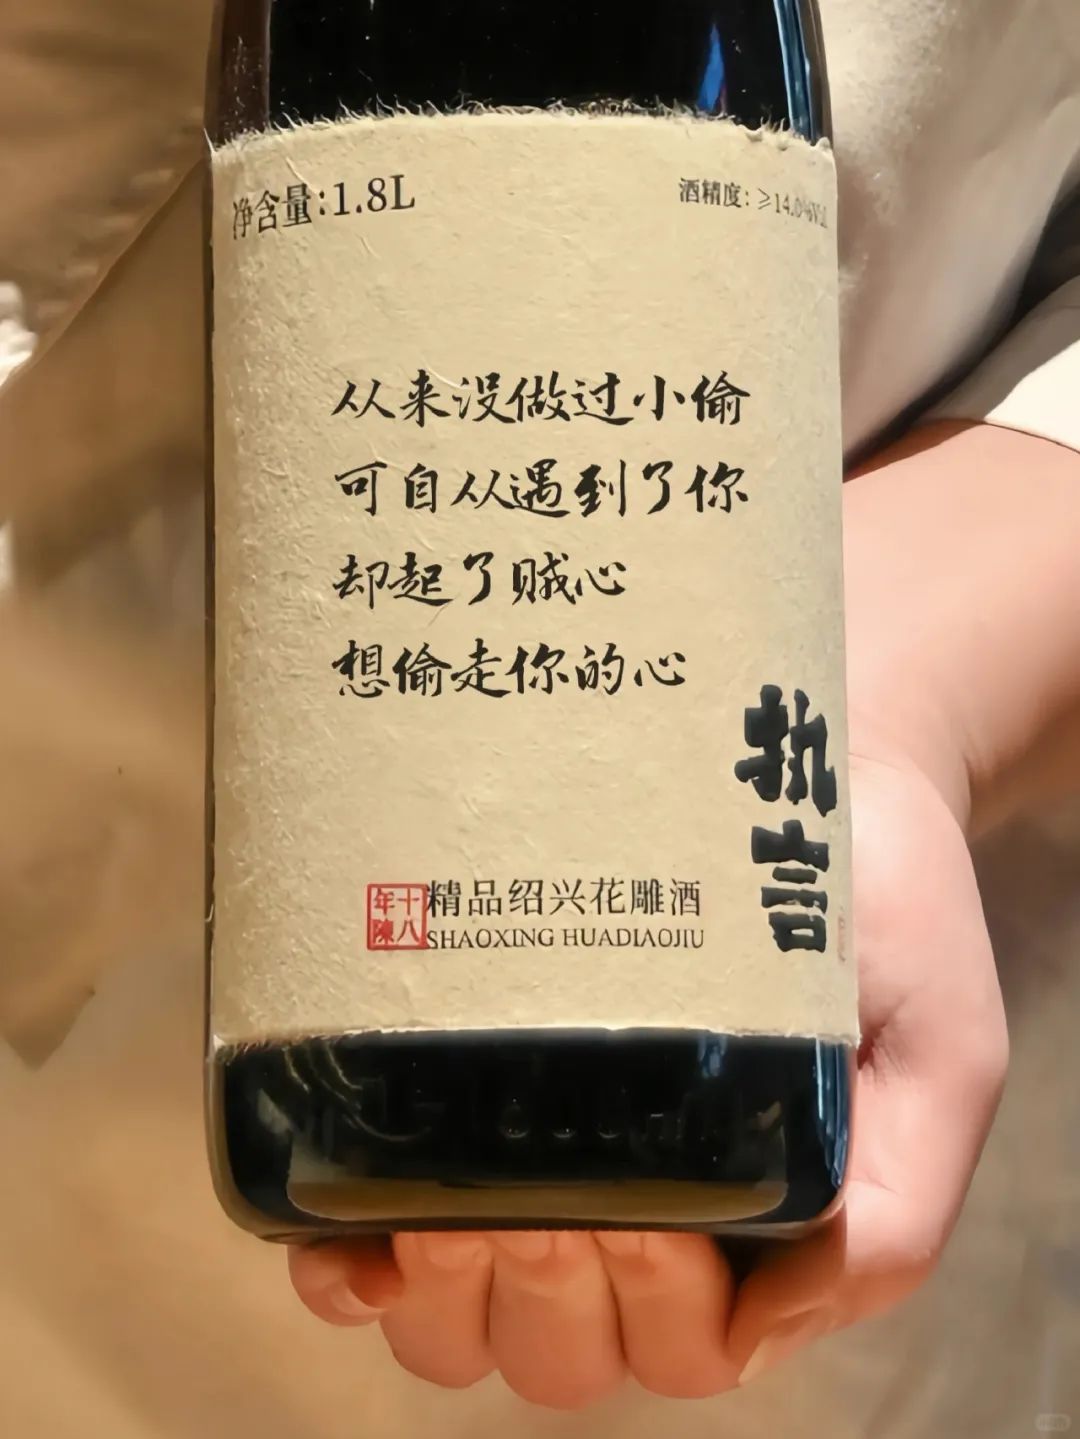 净含量:1.8L
酒精度: ≥14.0%Vol
从来没做过小偷
可自从遇到了你
却起了贼心
想偷走你的心
执言
十八年陳
精品绍兴花雕酒
SHAOXING HUADIAOJIU